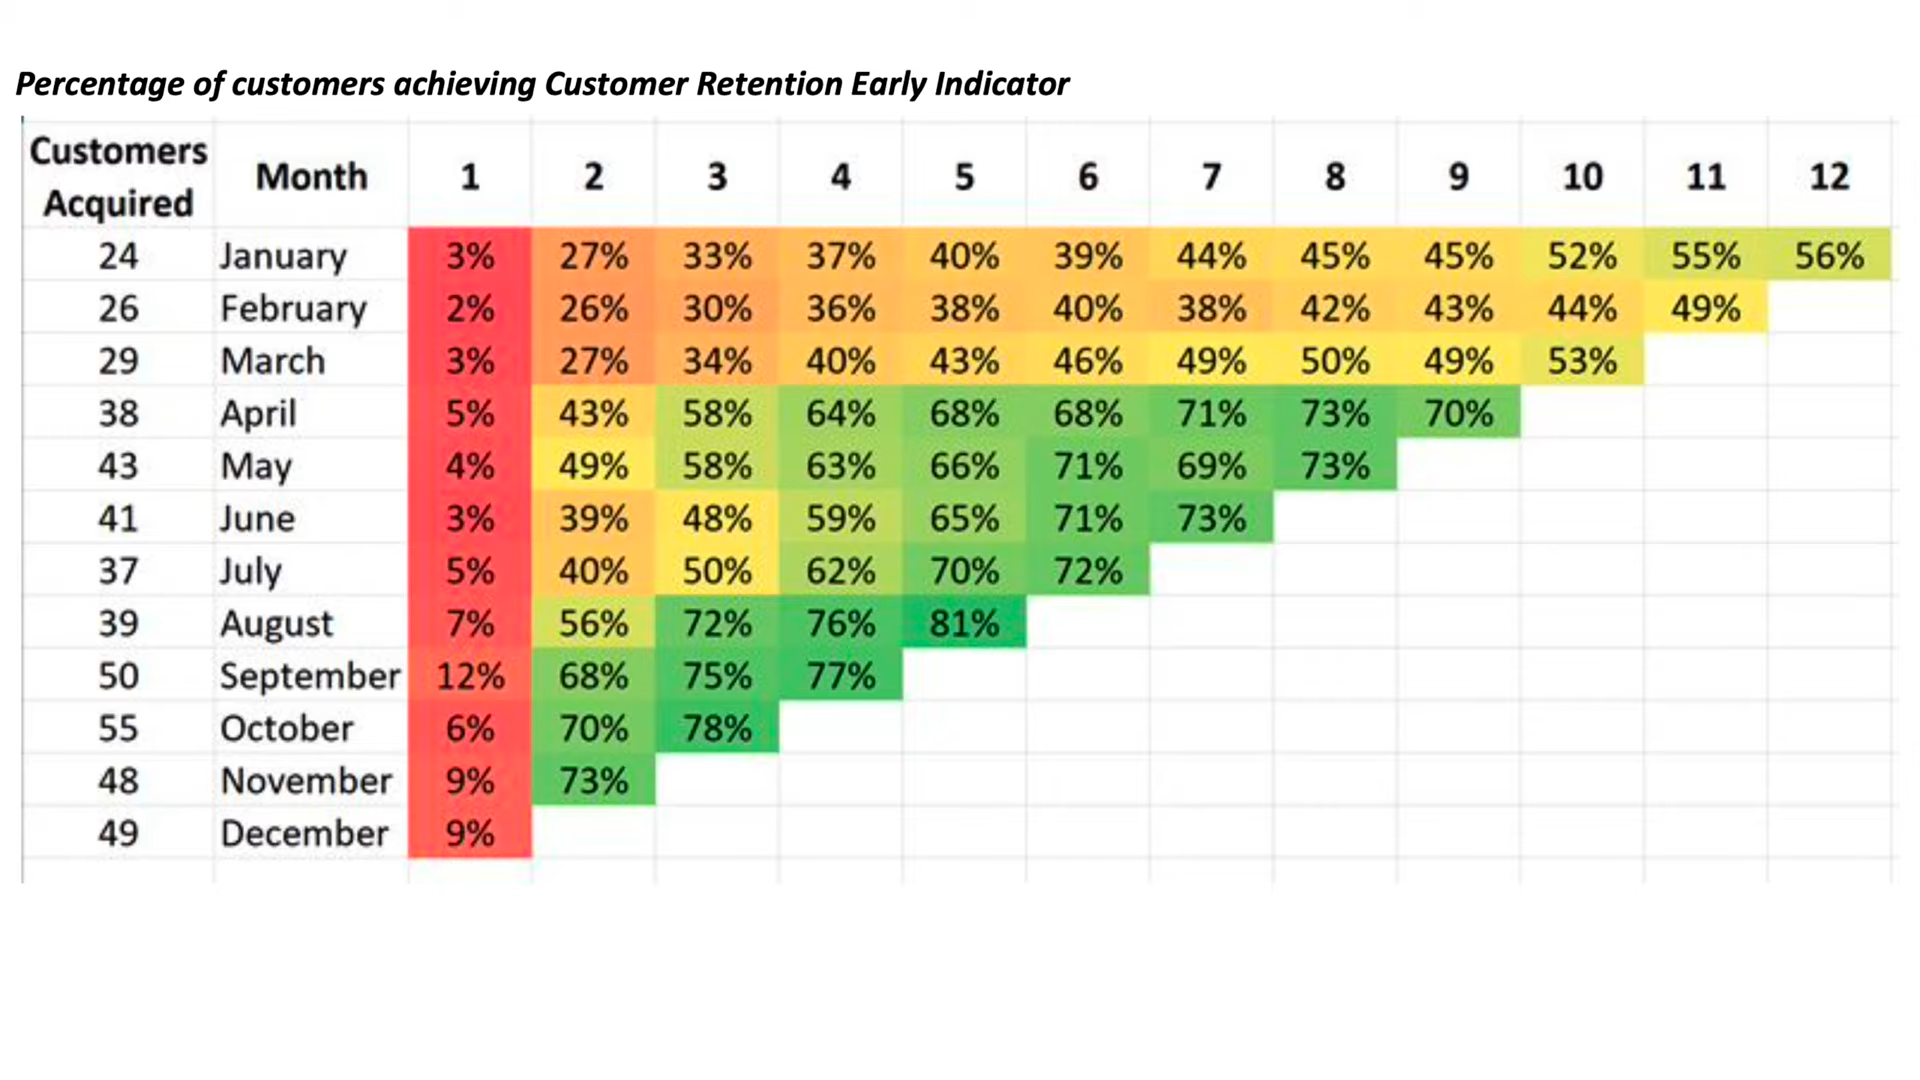 Percentage of customers achieving Customer Retention Early Indicator
Customers Acquired Month 1 2 3 4 5 6 7 8 9 10 11 12
24 January 3% 27% 33% 37% 40% 39% 44% 45% 45% 52% 55% 56%
26 February 2% 26% 30% 36% 38% 40% 38% 42% 43% 44% 49%
29 March 3% 27% 34% 40% 43% 46% 49% 50% 49% 53%
38 April 5% 43% 58% 64% 68% 68% 71% 73% 70%
43 May 4% 49% 58% 63% 66% 71% 69% 73%
41 June 3% 39% 48% 59% 65% 71% 73%
37 July 5% 40% 50% 62% 70% 72%
39 August 7% 56% 72% 76% 81%
50 September 12% 68% 75% 77%
55 October 6% 70% 78%
48 November 9% 73%
49 December 9%